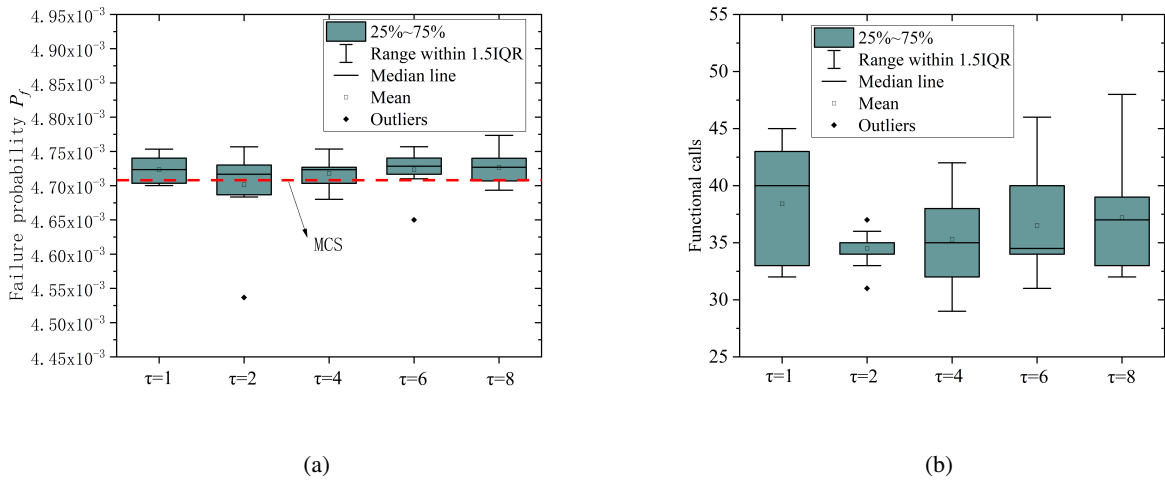 4.95x10⁻³
4.90x10⁻³
4.85x10⁻³
4.80x10⁻³
4.75x10⁻³
4.70x10⁻³
4.65x10⁻³
4.60x10⁻³
4.55x10⁻³
4.50x10⁻³
4.45x10⁻³
Failure probability P_f
25%~75%
Range within 1.5IQR
Median line
Mean
Outliers
MCS
τ=1 τ=2 τ=4 τ=6 τ=8
(a)
55
50
45
40
35
30
25
Functional calls
25%~75%
Range within 1.5IQR
Median line
Mean
Outliers
τ=1 τ=2 τ=4 τ=6 τ=8
(b)